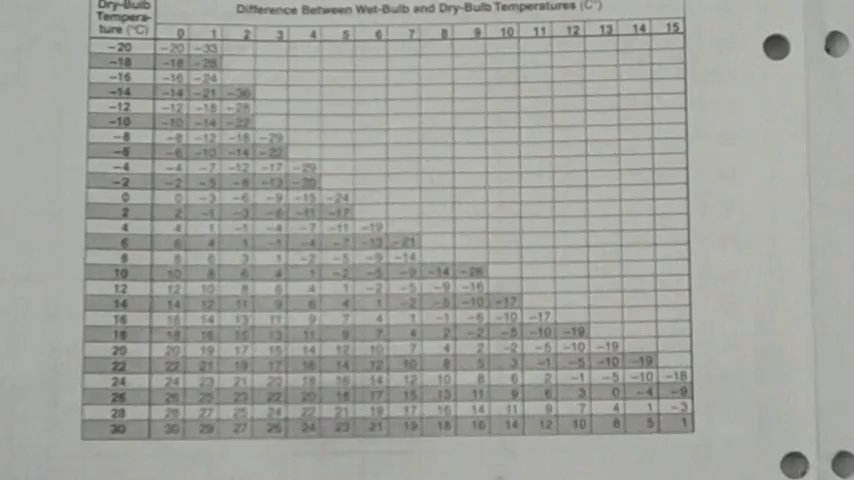 Dry-Bulb Tempera- ture (°C)
Difference Between Wet-Bulb and Dry-Bulb Temperatures (C°)
0 1 2 3 4 5 6 7 8 9 10 11 12 13 14 15
-20 -20 -33
-18 -18 -28
-16 -16 -24
-14 -14 -21 -36
-12 -12 -18 -28
-10 -10 -14 -22
-8 -8 -12 -18 -29
-6 -6 -10 -14 -22
-4 -4 -7 -12 -17 -29
-2 -2 -5 -8 -13 -20
0 0 -3 -6 -9 -15 -24
2 2 -1 -3 -6 -11 -17
4 4 1 -1 -4 -7 -11 -19
6 6 4 1 -1 -4 -7 -13 -21
8 8 6 3 1 -2 -5 -9 -14
10 10 8 6 4 1 -2 -5 -9 -14 -28
12 12 10 8 6 4 1 -2 -5 -9 -16
14 14 12 11 9 6 4 1 -2 -5 -10 -17
16 16 14 13 11 9 7 4 1 -1 -6 -10 -17
18 18 16 15 13 11 9 7 4 2 -2 -5 -10 -19
20 20 19 17 15 14 12 10 7 4 2 -2 -5 -10 -19
22 22 21 19 17 16 14 12 10 8 5 3 -1 -5 -10 -19
24 24 23 21 20 18 16 14 12 10 8 6 2 -1 -5 -10 -18
26 26 25 23 22 20 18 17 15 13 11 9 6 3 0 -4 -9
28 28 27 25 24 22 21 19 17 16 14 11 9 7 4 1 -3
30 30 29 27 26 24 23 21 19 18 16 14 12 10 8 5 1